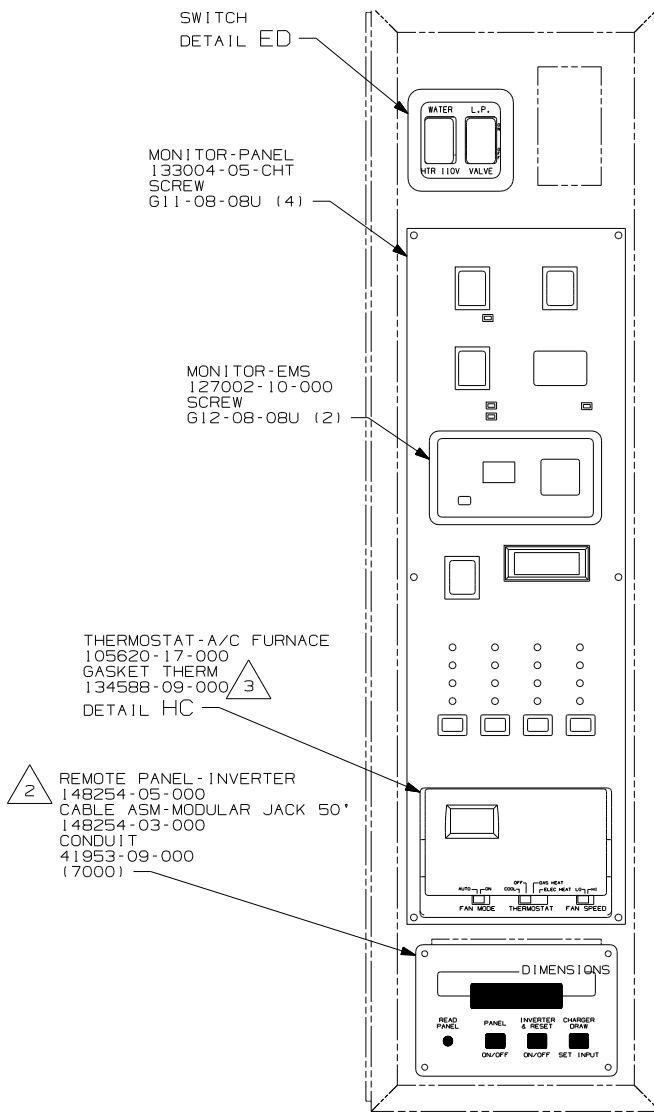 SWITCH
DETAIL ED
WATER L.P.
HTR 110V VALVE
MONITOR-PANEL
133004-05-CHT
SCREW
G11-08-08U (4)
MONITOR-EMS
127002-10-000
SCREW
G12-08-08U (2)
THERMOSTAT-A/C FURNACE
105620-17-000
GASKET THERM
134588-09-000 3
DETAIL HC
2 REMOTE PANEL-INVERTER
148254-05-000
CABLE ASM-MODULAR JACK 50'
148254-03-000
CONDUIT
41953-09-000
(7000)
OFF GAS HEAT
AUTO ON COOL ELEC HEAT LO HI
FAN MODE THERMOSTAT FAN SPEED
DIMENSIONS
READ PANEL
PANEL
ON/OFF
INVERTER & RESET
ON/OFF
CHARGER DRAW
SET INPUT